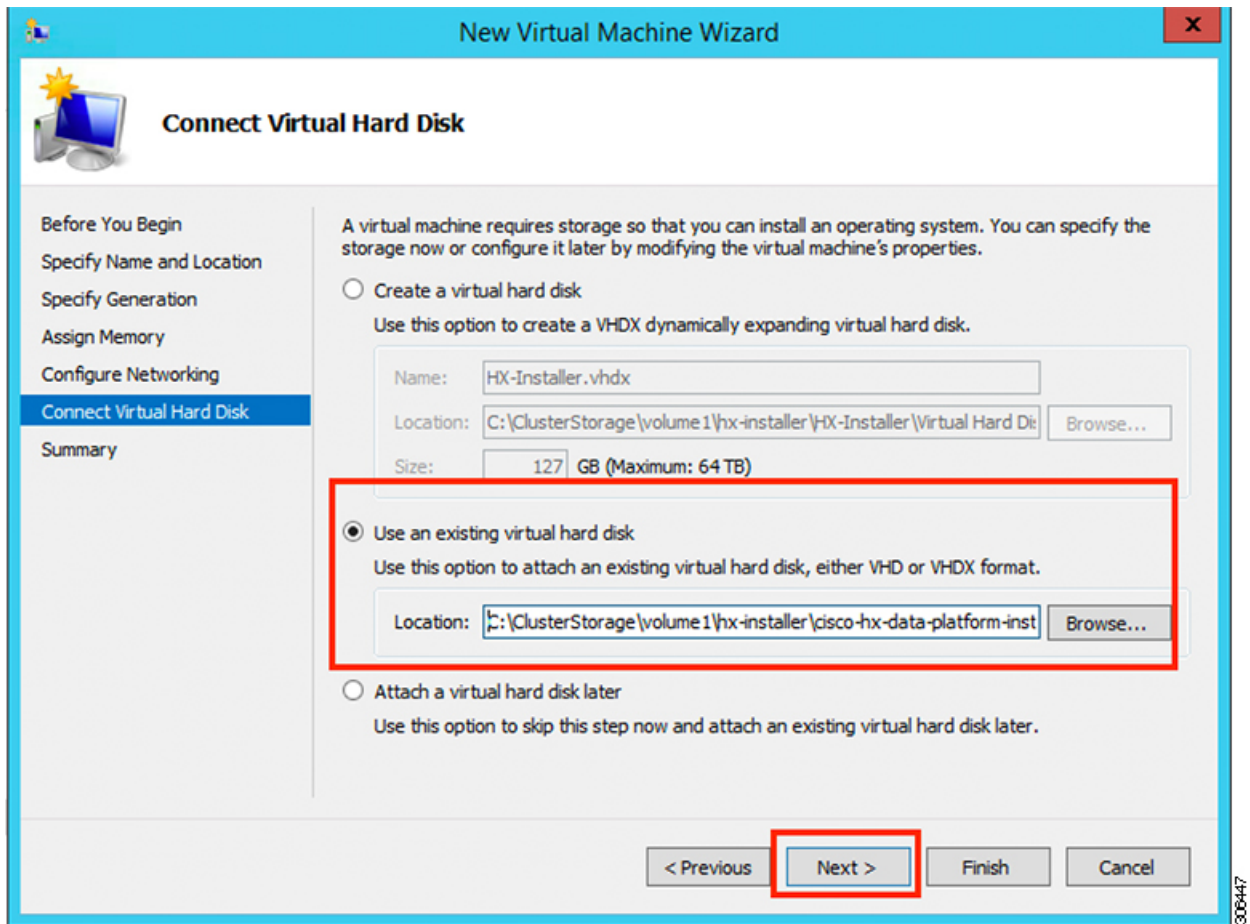 New Virtual Machine Wizard
x
Connect Virtual Hard Disk
Before You Begin
Specify Name and Location
Specify Generation
Assign Memory
Configure Networking
Connect Virtual Hard Disk
Summary
A virtual machine requires storage so that you can install an operating system. You can specify the
storage now or configure it later by modifying the virtual machine's properties.
Create a virtual hard disk
Use this option to create a VHDX dynamically expanding virtual hard disk.
Name: HX-Installer.vhdx
Location: C:\ClusterStorage\volume1\hx-installer\HX-Installer\Virtual Hard Di Browse...
Size: 127 GB (Maximum: 64 TB)
Use an existing virtual hard disk
Use this option to attach an existing virtual hard disk, either VHD or VHDX format.
Location: C:\ClusterStorage\volume1\hx-installer\cisco-hx-data-platform-inst Browse...
Attach a virtual hard disk later
Use this option to skip this step now and attach an existing virtual hard disk later.
< Previous Next > Finish Cancel
306447